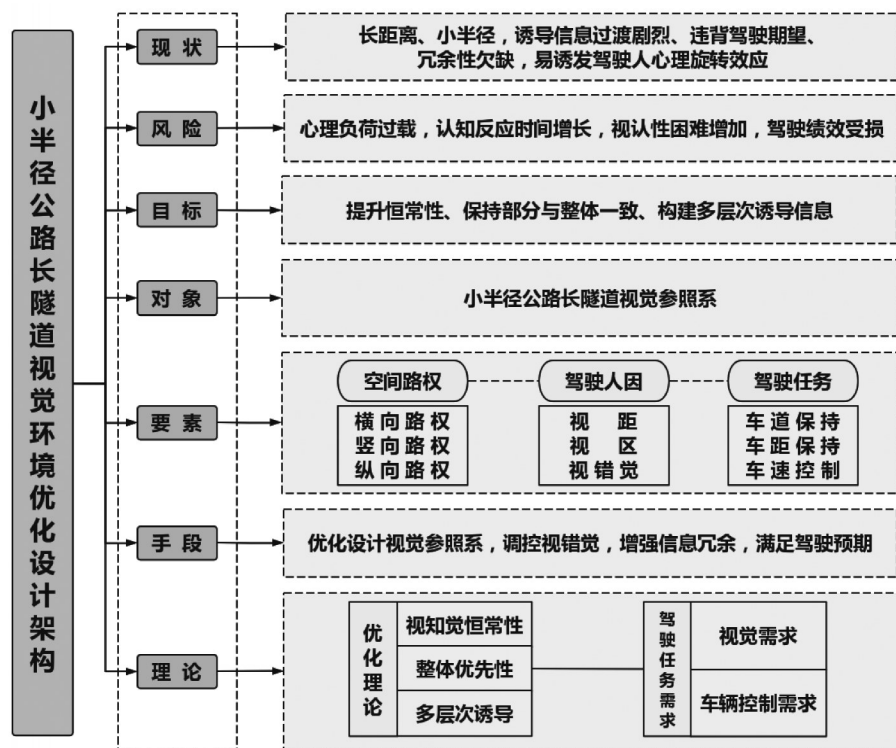 小半径公路长隧道视觉环境优化设计架构
现状
长距离、小半径，诱导信息过渡剧烈、违背驾驶期望、
冗余性欠缺，易诱发驾驶人心理旋转效应
风险
心理负荷过载，认知反应时间增长，视认性困难增加，驾驶绩效受损
目标
提升恒常性、保持部分与整体一致、构建多层次诱导信息
对象
小半径公路长隧道视觉参照系
要素
空间路权
横向路权
竖向路权
纵向路权
驾驶人因
视距
视区
视错觉
驾驶任务
车道保持
车距保持
车速控制
手段
优化设计视觉参照系，调控视错觉，增强信息冗余，满足驾驶预期
理论
优化理论
视知觉恒常性
整体优先性
多层次诱导
驾驶任务需求
视觉需求
车辆控制需求